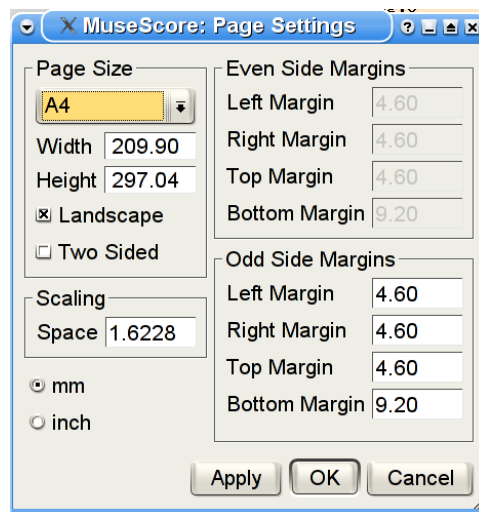 MuseScore: Page Settings
Page Size
A4
Width 209.90
Height 297.04
Landscape
Two Sided
Scaling
Space 1.6228
mm
inch
Even Side Margins
Left Margin 4.60
Right Margin 4.60
Top Margin 4.60
Bottom Margin 9.20
Odd Side Margins
Left Margin 4.60
Right Margin 4.60
Top Margin 4.60
Bottom Margin 9.20
Apply OK Cancel